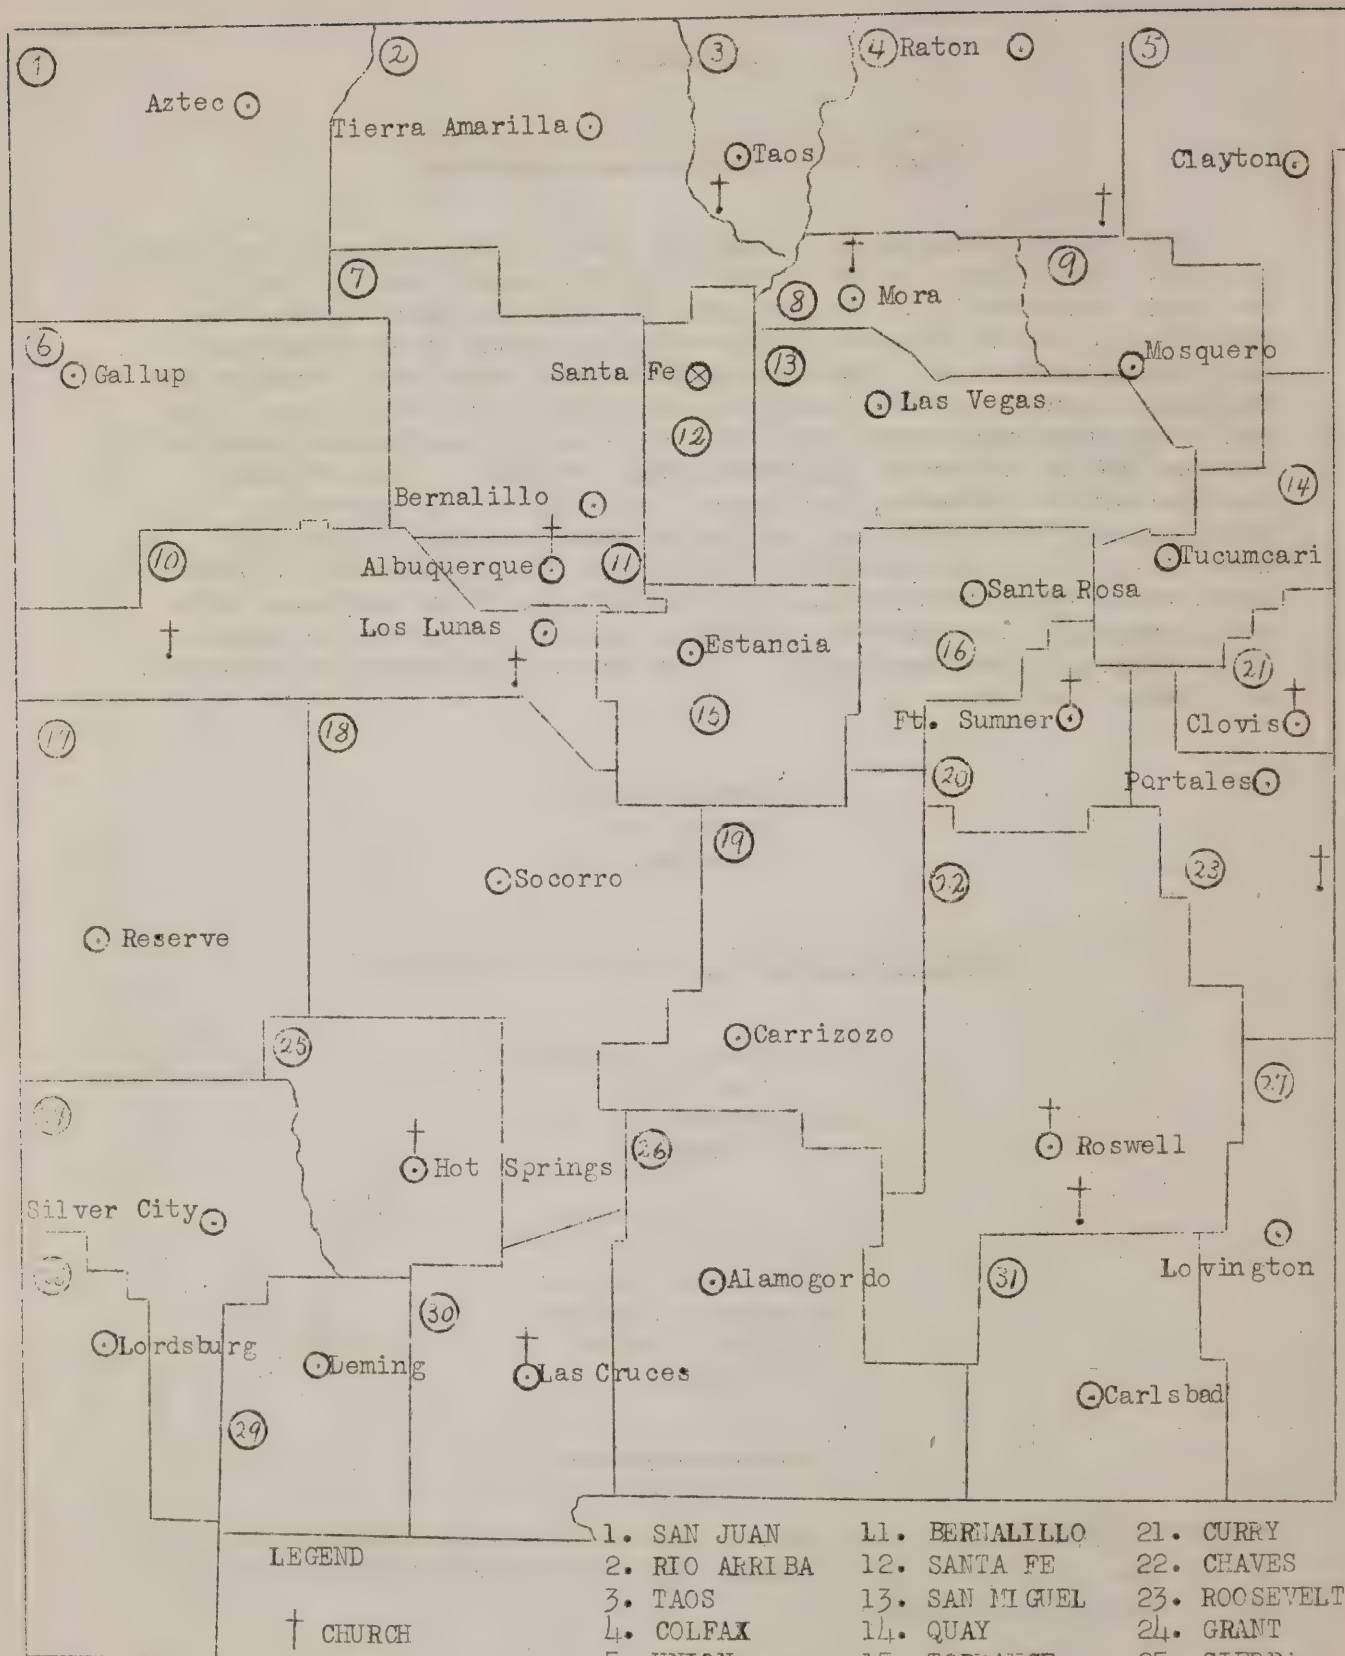 1 2 3 4 Raton 5
Aztec
Tierra Amarilla
Taos
Clayton
7 8 Mora 9
6 Gallup
Santa Fe 13 Mosquero
Las Vegas
12
Bernalillo 14
10 Albuquerque 11 Tucumcari
Santa Rosa
Los Lunas
Estancia 16 21
17 18 15 Ft. Sumner Clovis
20 Portales
19
Socorro 22 23
Reserve
25 Carrizozo
27
26 Roswell
Hot Springs
Silver City
Lovington
30 Alamogordo 31
Lordsburg Deming Las Cruces
Carlsbad
29
LEGEND
† CHURCH
1. SAN JUAN
2. RIO ARRIBA
3. TAOS
4. COLFAX
11. BERNALILLO
12. SANTA FE
13. SAN MIGUEL
14. QUAY
21. CURRY
22. CHAVES
23. ROOSEVELT
24. GRANT